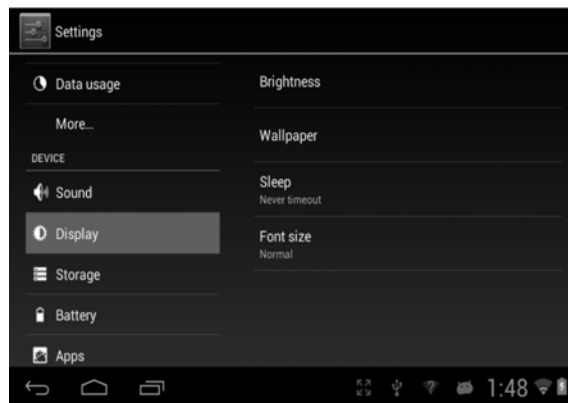 Settings
Data usage
More...
DEVICE
Sound
Display
Storage
Battery
Apps
Brightness
Wallpaper
Sleep
Never timeout
Font size
Normal
1:48